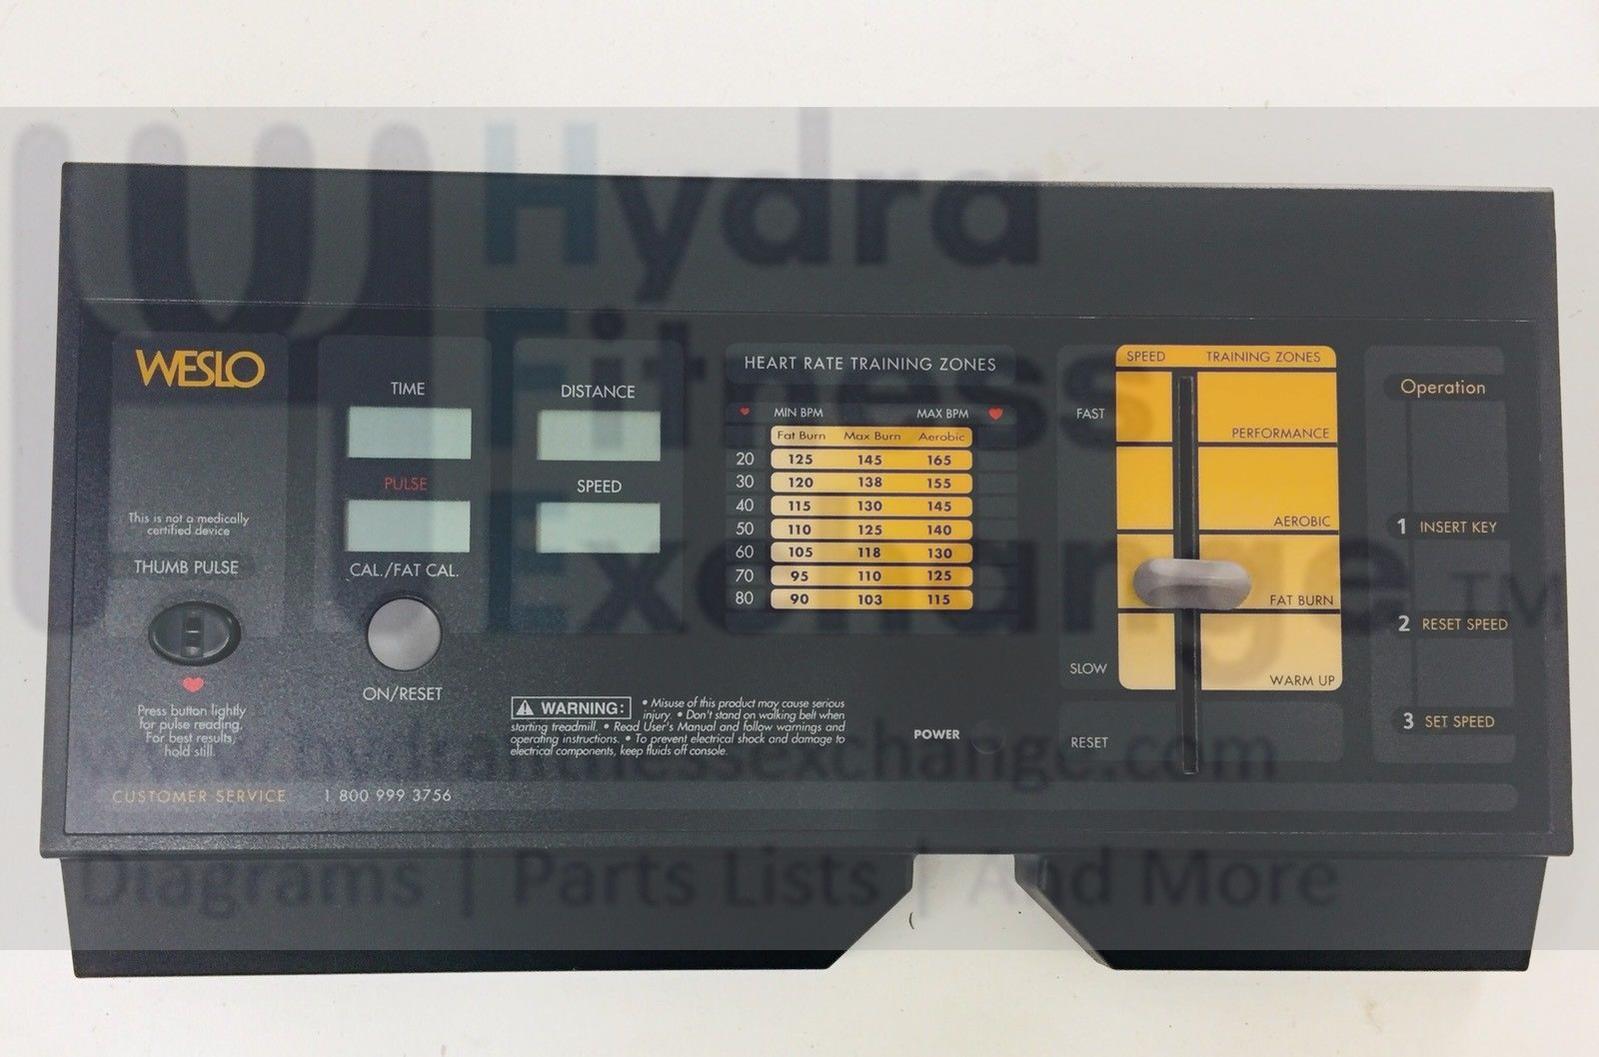 Hydra
Fitness
Exchange™
www.hydrafitnessexchange.com
Diagrams | Parts Lists | And More
WESLO
This is not a medically
certified device
THUMB PULSE
Press button lightly
for pulse reading.
For best results,
hold still.
CUSTOMER SERVICE 1 800 999 3756
TIME
PULSE
CAL./FAT CAL.
ON/RESET
DISTANCE
SPEED
WARNING: • Misuse of this product may cause serious
injury. • Don't stand on walking belt when
starting treadmill. • Read User's Manual and follow warnings and
operating instructions. • To prevent electrical shock and damage to
electrical components, keep fluids off console.
HEART RATE TRAINING ZONES
MIN BPM MAX BPM
Fat Burn Max Burn Aerobic
20 125 145 165
30 120 138 155
40 115 130 145
50 110 125 140
60 105 118 130
70 95 110 125
80 90 103 115
POWER
SPEED TRAINING ZONES
FAST
PERFORMANCE
AEROBIC
FAT BURN
SLOW
WARM UP
RESET
Operation
1 INSERT KEY
2 RESET SPEED
3 SET SPEED